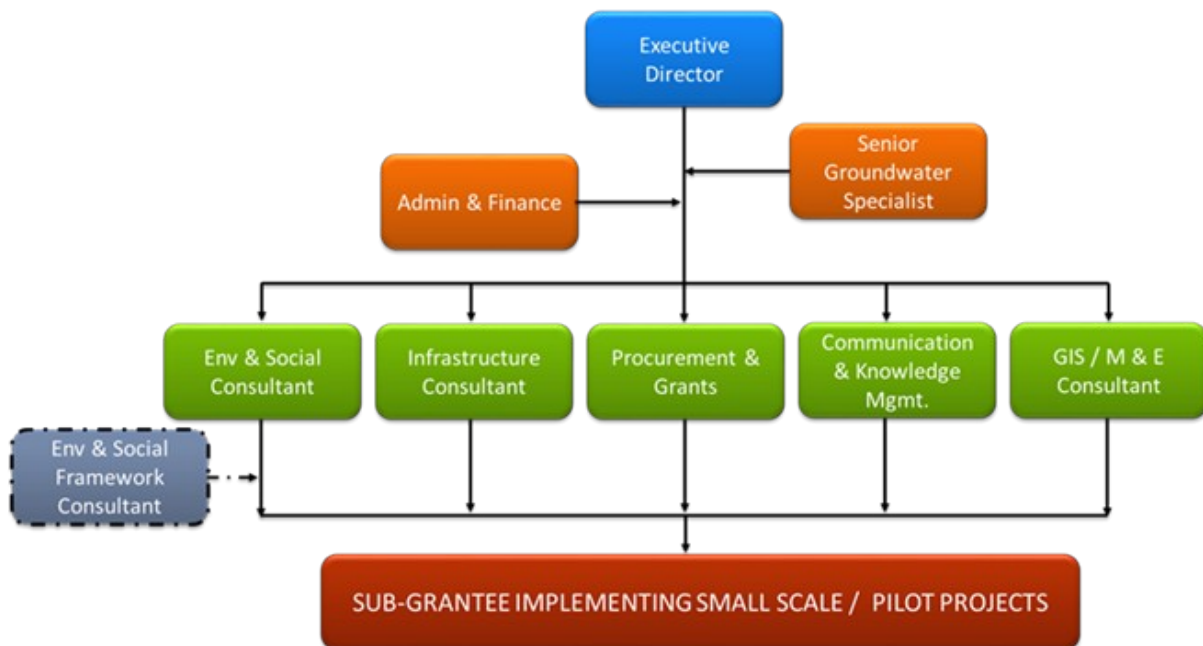 Executive
Director
Senior
Groundwater
Specialist
Admin & Finance
Env & Social
Consultant
Infrastructure
Consultant
Procurement &
Grants
Communication
& Knowledge
Mgmt.
GIS / M & E
Consultant
Env & Social
Framework
Consultant
SUB-GRANTEE IMPLEMENTING SMALL SCALE / PILOT PROJECTS